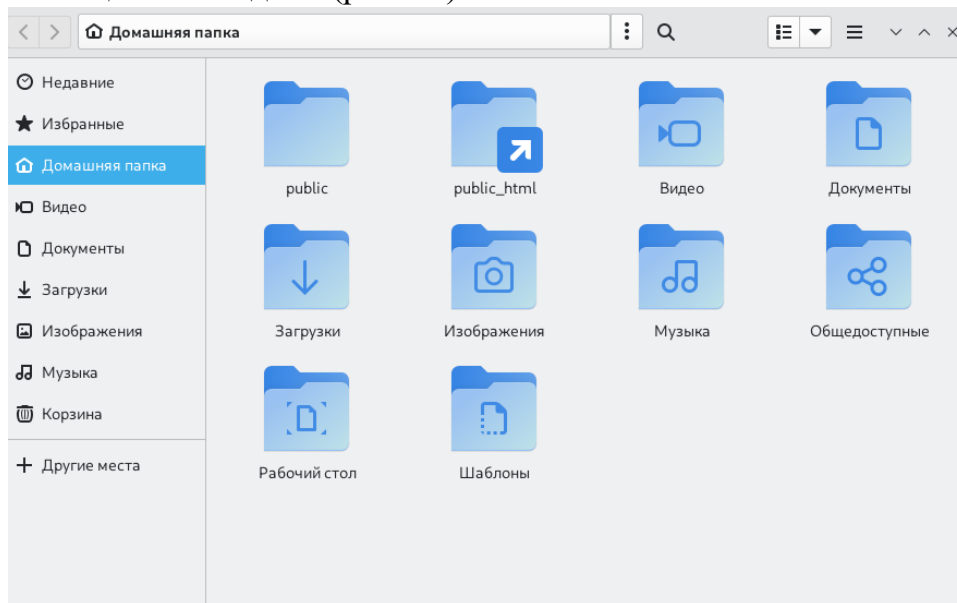 Домашняя папка
Недавние
Избранные
Домашняя папка
Видео
Документы
Загрузки
Изображения
Музыка
Корзина
Другие места
public public_html Видео Документы
Загрузки Изображения Музыка Общедоступные
Рабочий стол Шаблоны